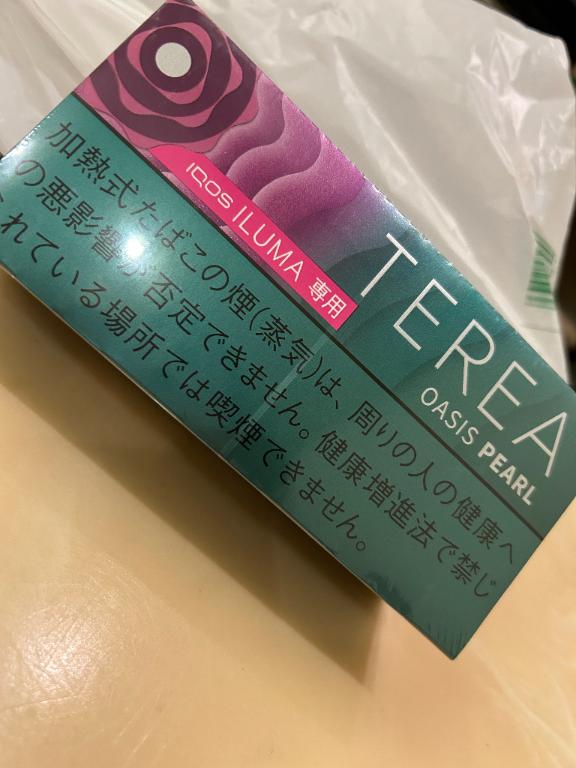 IQOS ILUMA 専用
TEREA
OASIS PEARL
加熱式たばこの煙(蒸気)は、周りの人の健康へ
の悪影響が否定できません。健康増進法で禁じ
れている場所では喫煙できません。